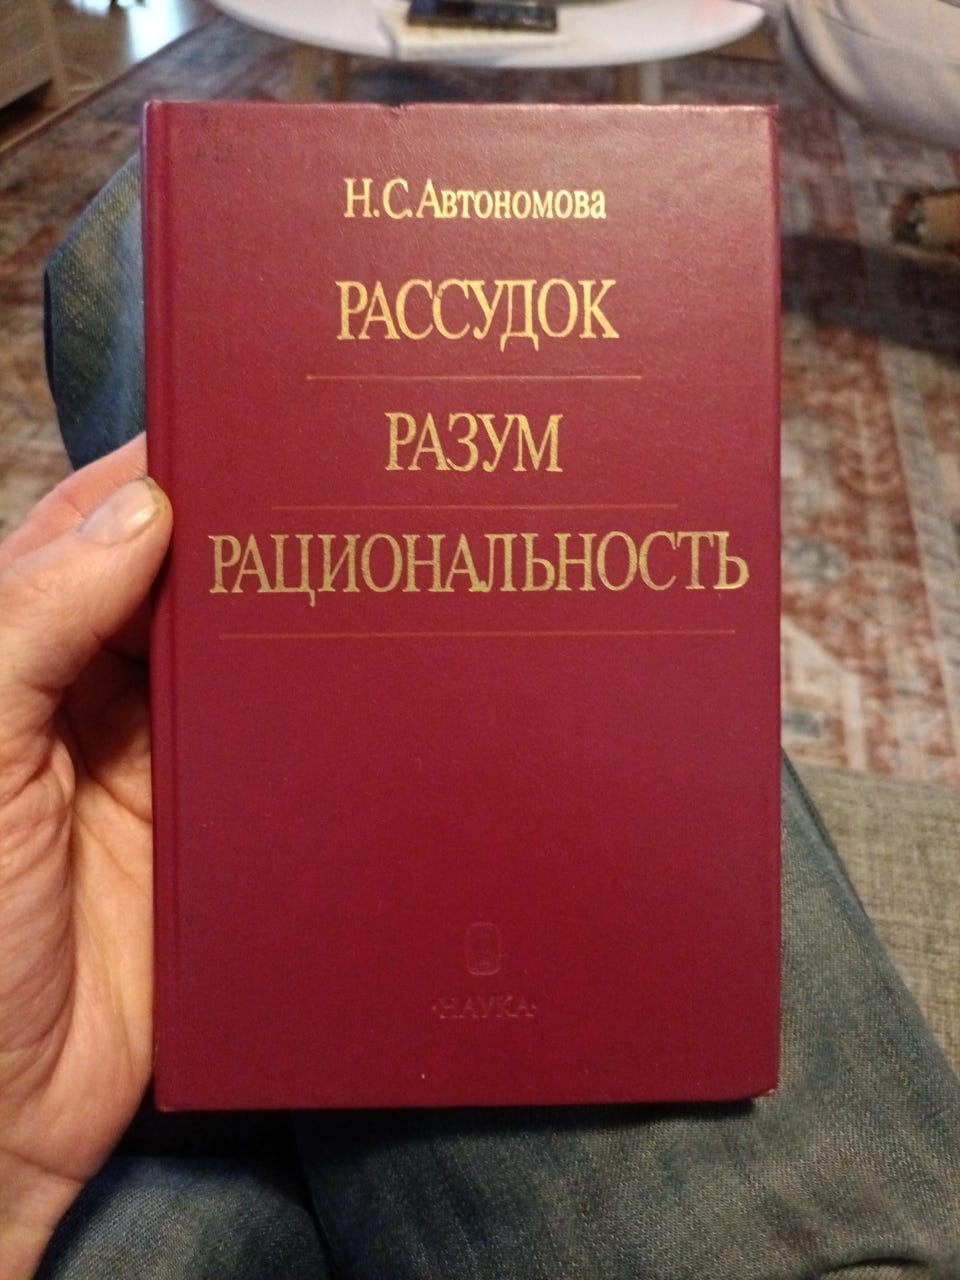 Н.С.Автономова
РАССУДОК
РАЗУМ
РАЦИОНАЛЬНОСТЬ
·НАУКА·